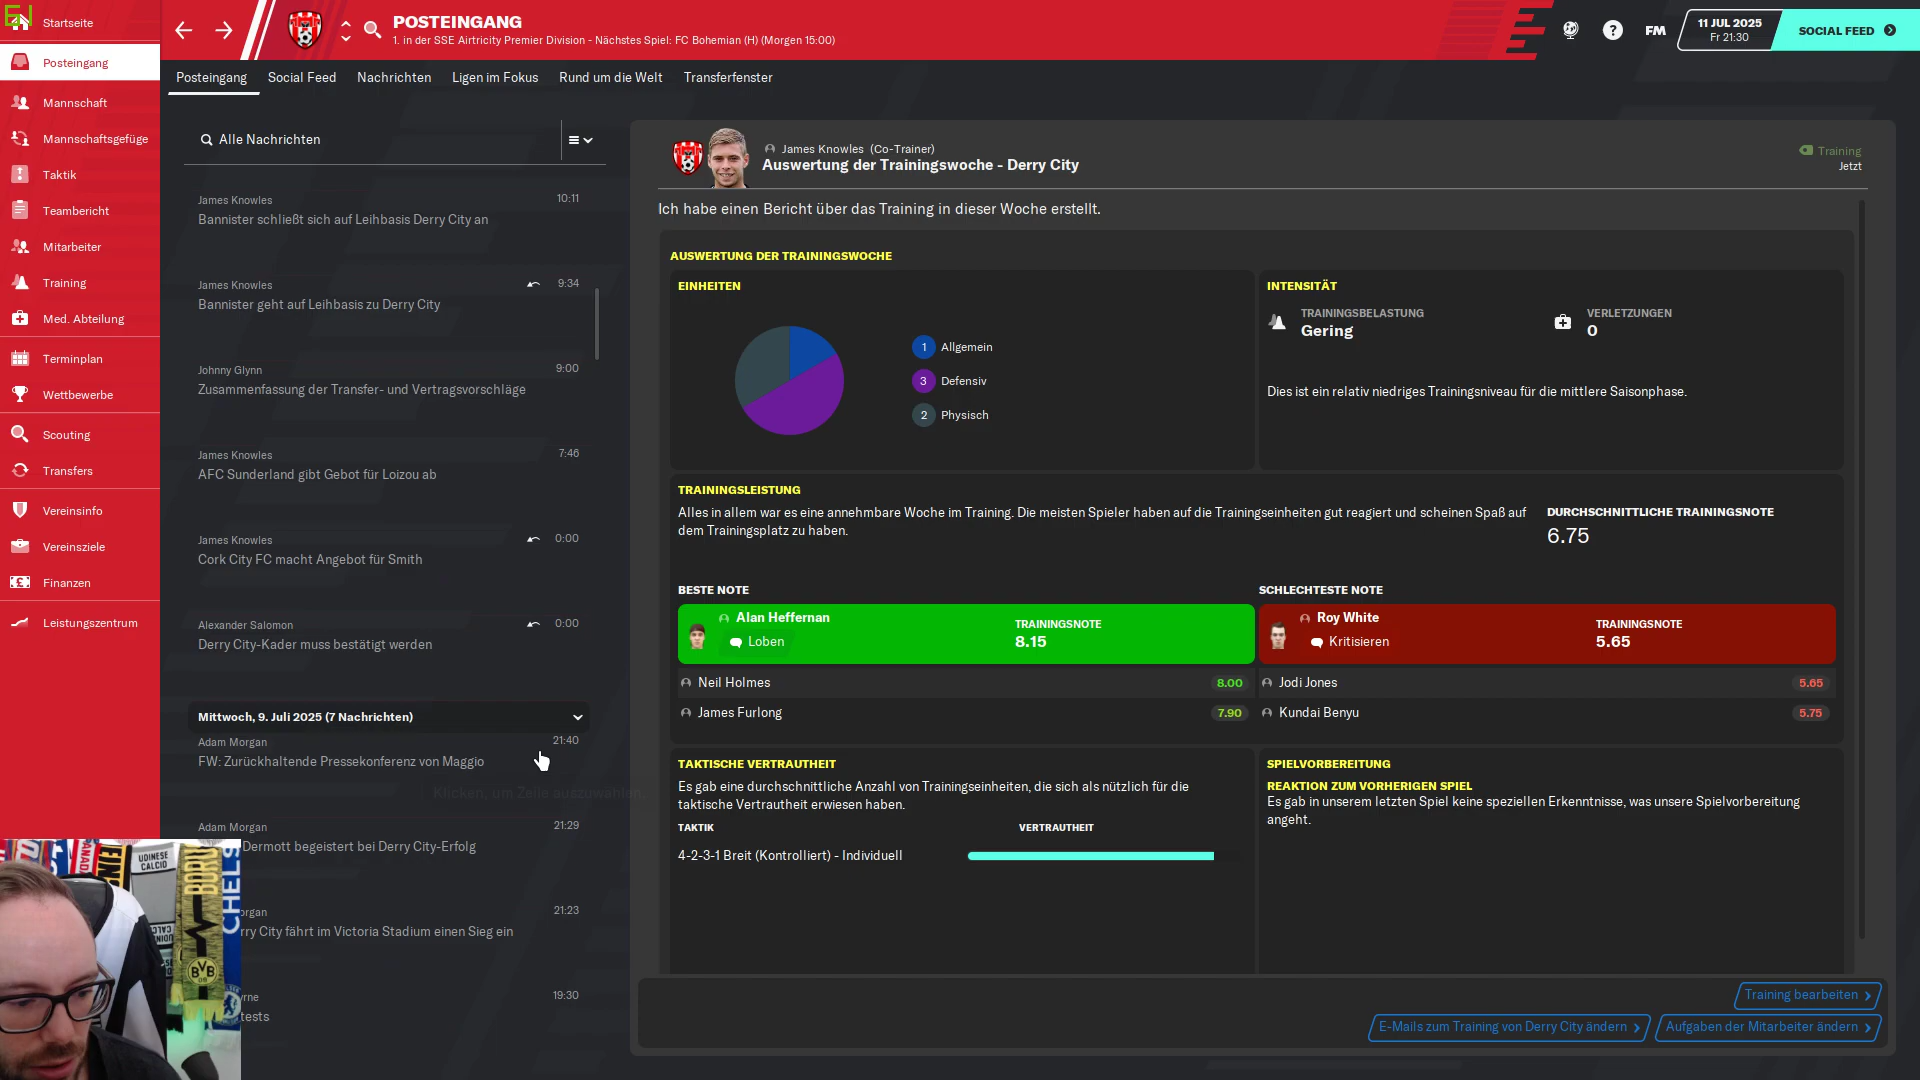 Startseite
Posteingang
Mannschaft
Mannschaftsgefüge
Taktik
Teambericht
Mitarbeiter
Training
Med. Abteilung
Terminplan
Wettbewerbe
Scouting
Transfers
Vereinsinfo
Vereinsziele
Finanzen
Leistungszentrum
POSTEINGANG
1. in der SSE Airtricity Premier Division - Nächstes Spiel: FC Bohemian (H) (Morgen 15:00)
FM
11 JUL 2025
Fr 21:30
SOCIAL FEED
Posteingang Social Feed Nachrichten Ligen im Fokus Rund um die Welt Transferfenster
Alle Nachrichten
James Knowles 10:11
Bannister schließt sich auf Leihbasis Derry City an
James Knowles 9:34
Bannister geht auf Leihbasis zu Derry City
Johnny Glynn 9:00
Zusammenfassung der Transfer- und Vertragsvorschläge
James Knowles 7:46
AFC Sunderland gibt Gebot für Loizou ab
James Knowles 0:00
Cork City FC macht Angebot für Smith
Alexander Salomon 0:00
Derry City-Kader muss bestätigt werden
Mittwoch, 9. Juli 2025 (7 Nachrichten)
Adam Morgan 21:40
FW: Zurückhaltende Pressekonferenz von Maggio
Klicken, um Zeile auszuwählen.
Adam Morgan 21:29
Dermott begeistert bei Derry City-Erfolg
organ 21:23
rry City fährt im Victoria Stadium einen Sieg ein
rne 19:30
tests
James Knowles (Co-Trainer)
Auswertung der Trainingswoche - Derry City
Training
Jetzt
Ich habe einen Bericht über das Training in dieser Woche erstellt.
AUSWERTUNG DER TRAININGSWOCHE
EINHEITEN
1 Allgemein
3 Defensiv
2 Physisch
INTENSITÄT
TRAININGSBELASTUNG
Gering
VERLETZUNGEN
0
Dies ist ein relativ niedriges Trainingsniveau für die mittlere Saisonphase.
TRAININGSLEISTUNG
Alles in allem war es eine annehmbare Woche im Training. Die meisten Spieler haben auf die Trainingseinheiten gut reagiert und scheinen Spaß auf
dem Trainingsplatz zu haben.
DURCHSCHNITTLICHE TRAININGSNOTE
6.75
BESTE NOTE
Alan Heffernan
Loben
TRAININGSNOTE
8.15
Neil Holmes 8.00
James Furlong 7.90
SCHLECHTESTE NOTE
Roy White
Kritisieren
TRAININGSNOTE
5.65
Jodi Jones 5.65
Kundai Benyu 5.75
TAKTISCHE VERTRAUTHEIT
Es gab eine durchschnittliche Anzahl von Trainingseinheiten, die sich als nützlich für die
taktische Vertrautheit erwiesen haben.
TAKTIK VERTRAUTHEIT
4-2-3-1 Breit (Kontrolliert) - Individuell
SPIELVORBEREITUNG
REAKTION ZUM VORHERIGEN SPIEL
Es gab in unserem letzten Spiel keine speziellen Erkenntnisse, was unsere Spielvorbereitung
angeht.
Training bearbeiten
E-Mails zum Training von Derry City ändern
Aufgaben der Mitarbeiter ändern
UDINESE
CALCIO
CHELS
BVB